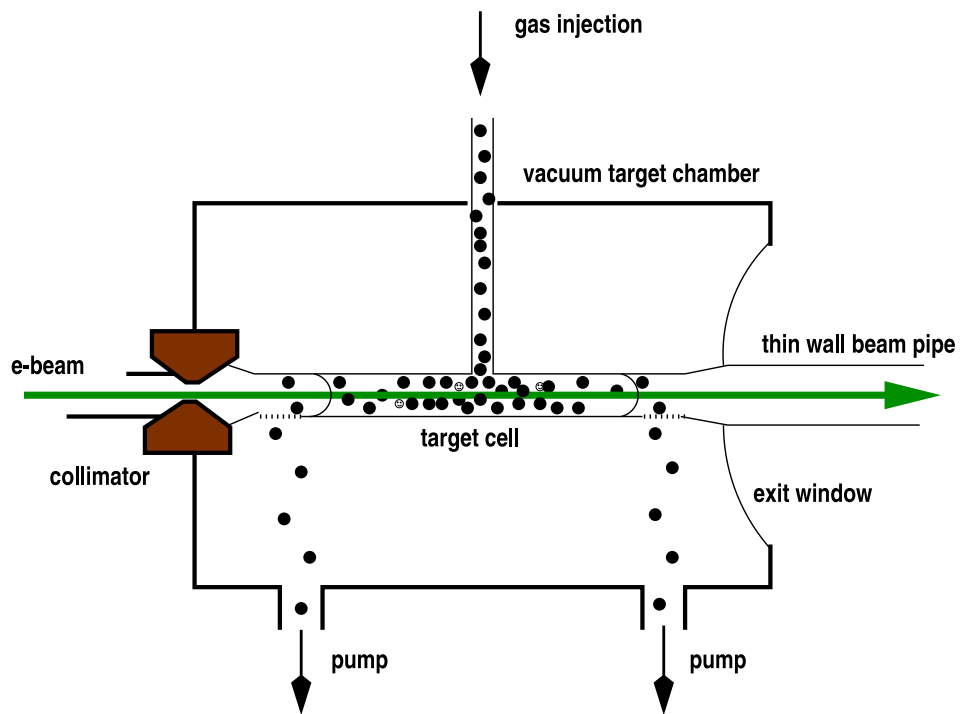 gas injection
vacuum target chamber
thin wall beam pipe
e-beam
target cell
collimator
exit window
pump
pump